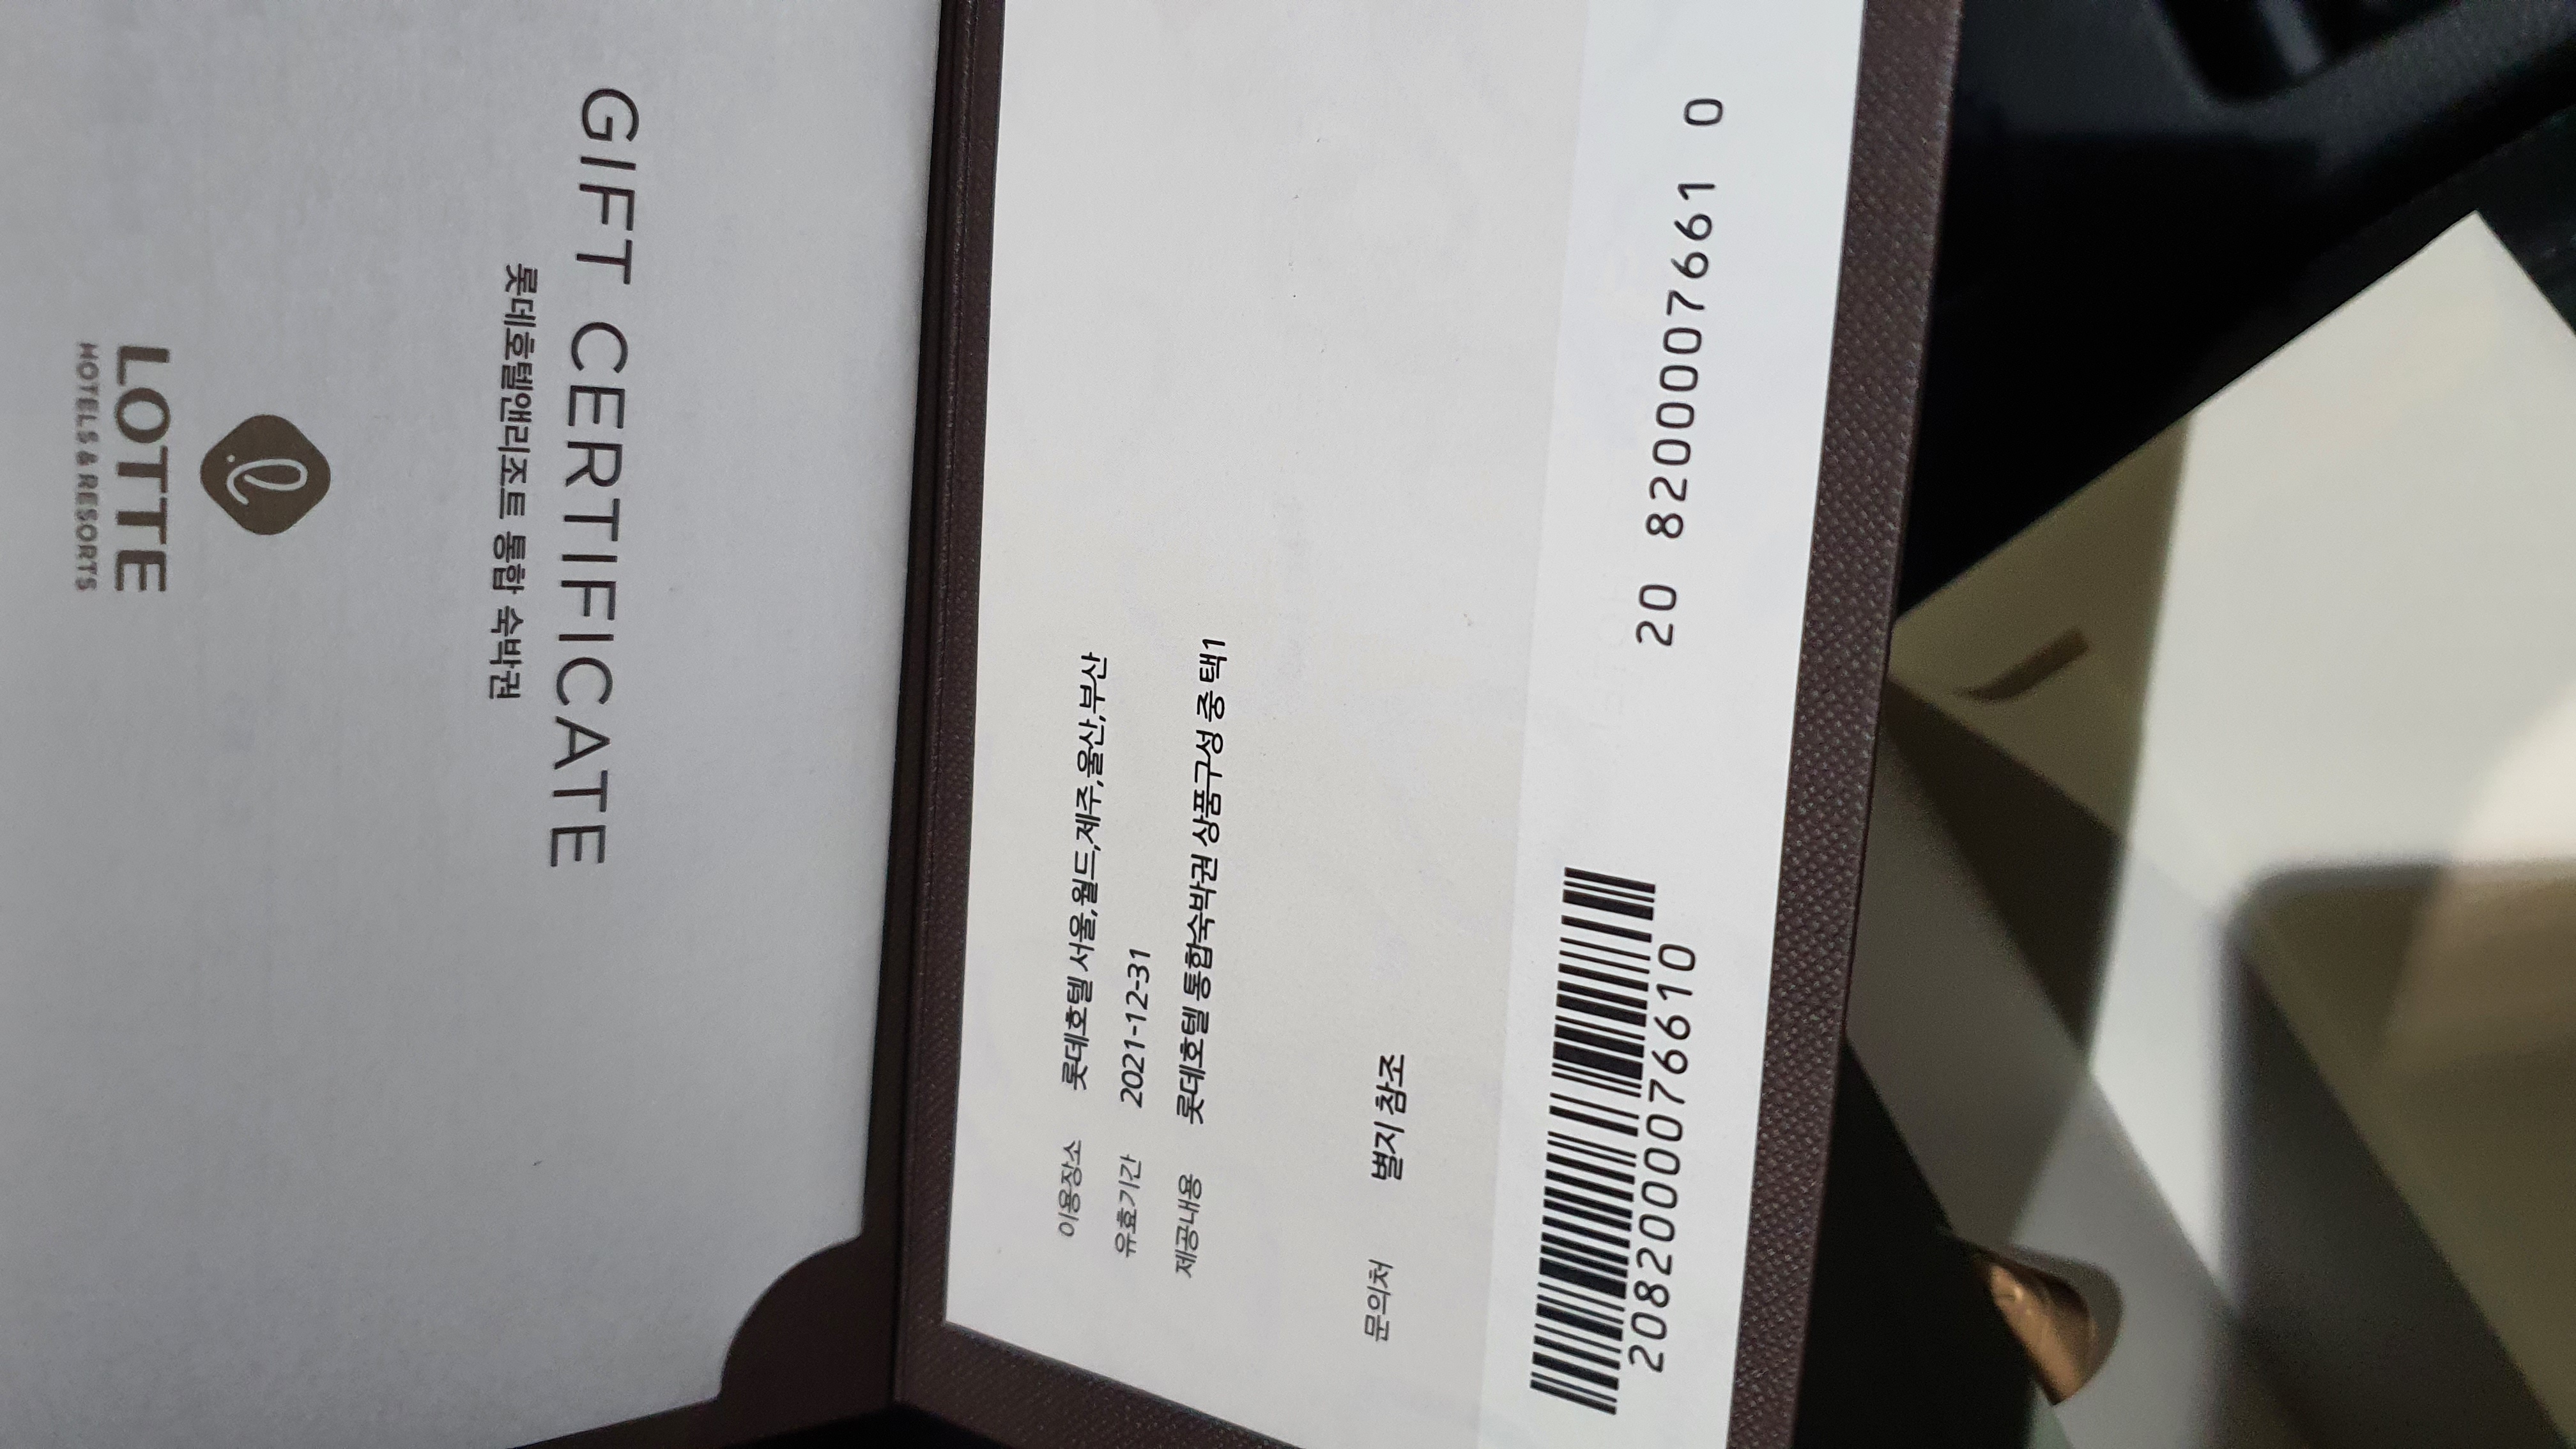 GIFT CERTIFICATE
롯데호텔앤리조트 통합 숙박권
LOTTE
HOTELS & RESORTS
이용장소 롯데호텔 서울,월드,제주,울산,부산
유효기간 2021-12-31
제공내용 롯데호텔 통합숙박권 상품구성 중 택1
문의처 별지 참조
20820000076610
20 82000007661 0